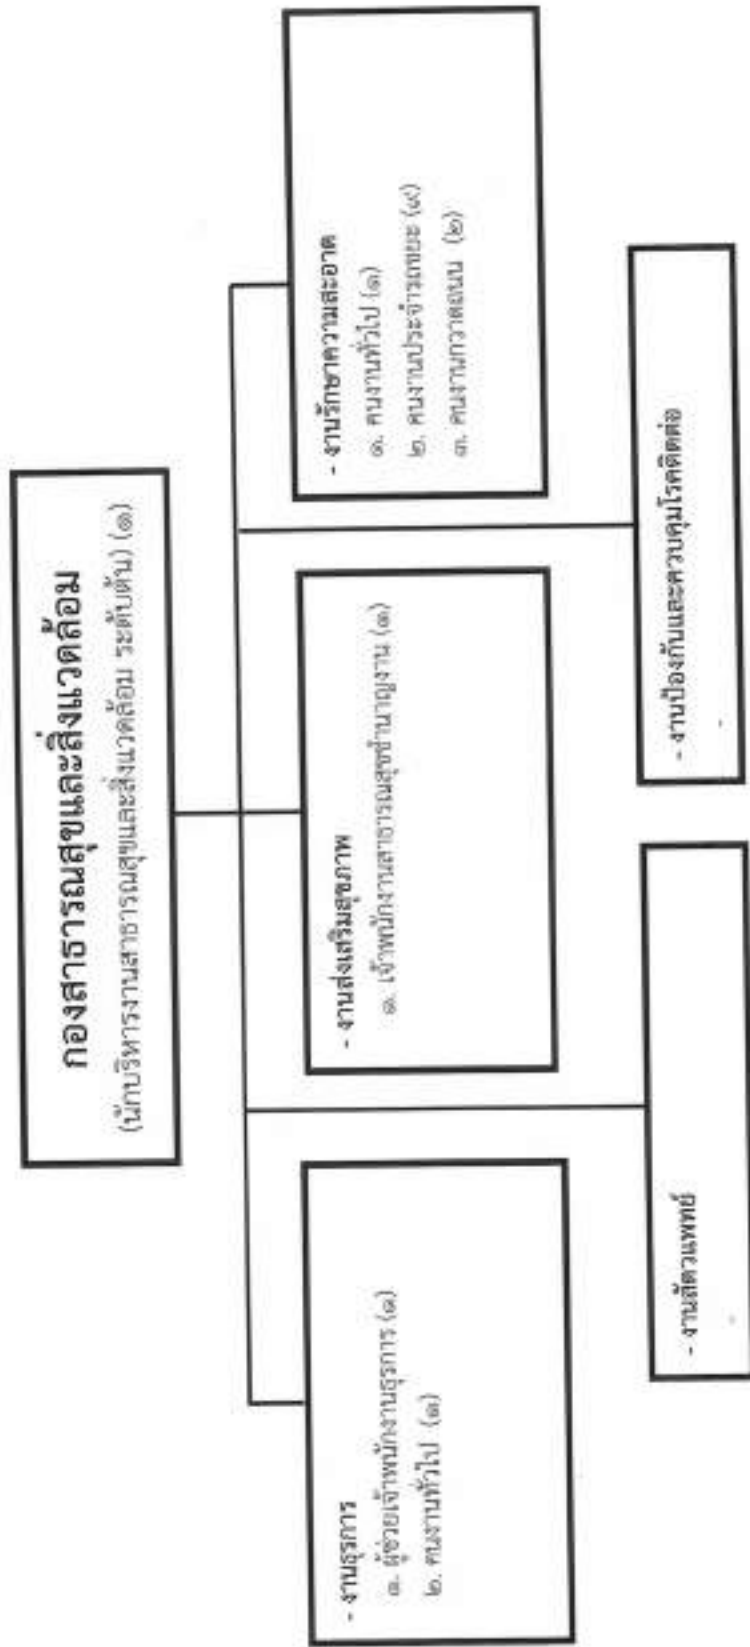 กองสาธารณสุขและสิ่งแวดล้อม
(นักบริหารงานสาธารณสุขและสิ่งแวดล้อม ระดับต้น) (๑)
- งานธุรการ
๑. ผู้ช่วยเจ้าพนักงานธุรการ (๑)
๒. คนงานทั่วไป (๑)
- งานส่งเสริมสุขภาพ
๑. เจ้าพนักงานสาธารณสุขชำนาญงาน (๑)
- งานรักษาความสะอาด
๑. คนงานทั่วไป (๑)
๒. คนงานประจำรถขยะ (๙)
๓. คนงานกวาดถนน (๒)
- งานสัตวแพทย์
- งานป้องกันและควบคุมโรคติดต่อ